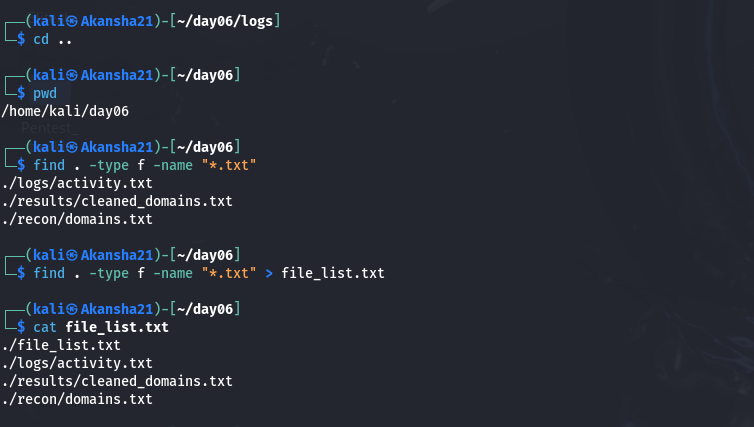 ┌──(kali㉿Akansha21)-[~/day06/logs]
└─$ cd ..
┌──(kali㉿Akansha21)-[~/day06]
└─$ pwd
/home/kali/day06
Pentest_
┌──(kali㉿Akansha21)-[~/day06]
└─$ find . -type f -name "*.txt"
./logs/activity.txt
./results/cleaned_domains.txt
./recon/domains.txt
┌──(kali㉿Akansha21)-[~/day06]
└─$ find . -type f -name "*.txt" > file_list.txt
┌──(kali㉿Akansha21)-[~/day06]
└─$ cat file_list.txt
./file_list.txt
./logs/activity.txt
./results/cleaned_domains.txt
./recon/domains.txt